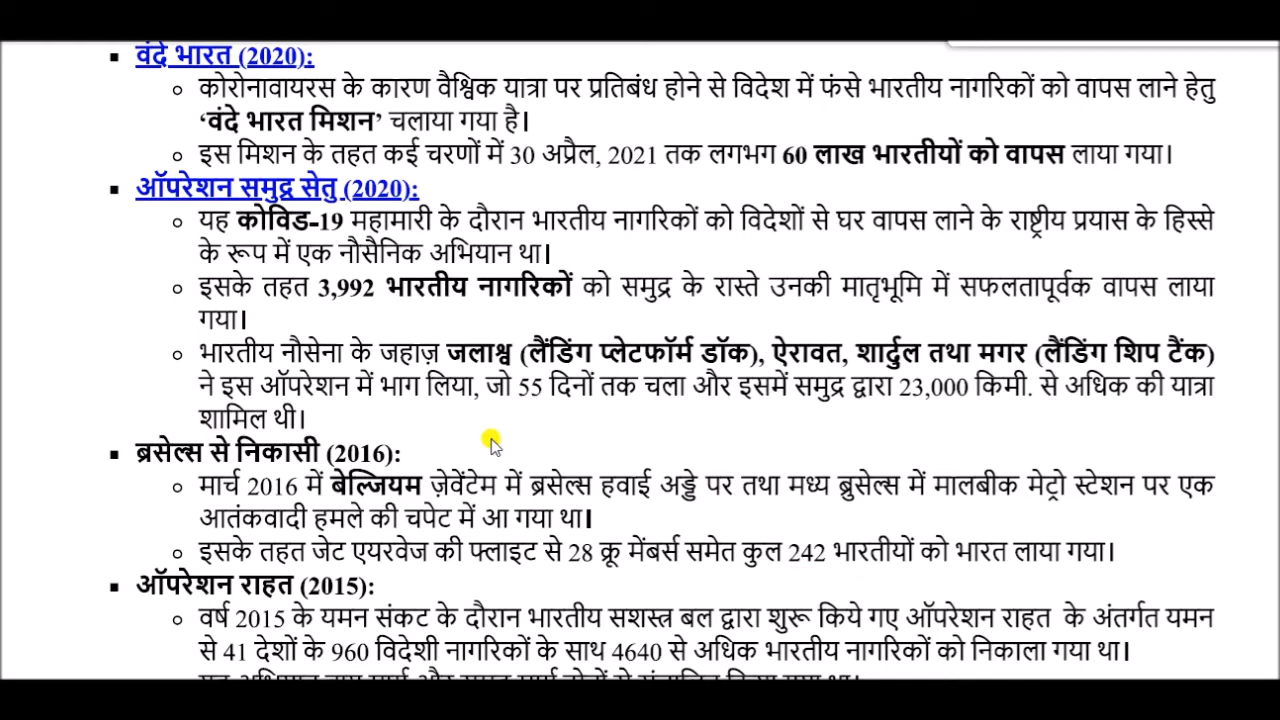 ▪ वंदे भारत (2020):
○ कोरोनावायरस के कारण वैश्विक यात्रा पर प्रतिबंध होने से विदेश में फंसे भारतीय नागरिकों को वापस लाने हेतु
‘वंदे भारत मिशन’ चलाया गया है।
○ इस मिशन के तहत कई चरणों में 30 अप्रैल, 2021 तक लगभग 60 लाख भारतीयों को वापस लाया गया।
▪ ऑपरेशन समुद्र सेतु (2020):
○ यह कोविड-19 महामारी के दौरान भारतीय नागरिकों को विदेशों से घर वापस लाने के राष्ट्रीय प्रयास के हिस्से
के रूप में एक नौसैनिक अभियान था।
○ इसके तहत 3,992 भारतीय नागरिकों को समुद्र के रास्ते उनकी मातृभूमि में सफलतापूर्वक वापस लाया
गया।
○ भारतीय नौसेना के जहाज़ जलाश्व (लैंडिंग प्लेटफॉर्म डॉक), ऐरावत, शार्दुल तथा मगर (लैंडिंग शिप टैंक)
ने इस ऑपरेशन में भाग लिया, जो 55 दिनों तक चला और इसमें समुद्र द्वारा 23,000 किमी. से अधिक की यात्रा
शामिल थी।
▪ ब्रसेल्स से निकासी (2016):
○ मार्च 2016 में बेल्जियम ज़ेवेंटेम में ब्रसेल्स हवाई अड्डे पर तथा मध्य ब्रुसेल्स में मालबीक मेट्रो स्टेशन पर एक
आतंकवादी हमले की चपेट में आ गया था।
○ इसके तहत जेट एयरवेज की फ्लाइट से 28 क्रू मेंबर्स समेत कुल 242 भारतीयों को भारत लाया गया।
▪ ऑपरेशन राहत (2015):
○ वर्ष 2015 के यमन संकट के दौरान भारतीय सशस्त्र बल द्वारा शुरू किये गए ऑपरेशन राहत के अंतर्गत यमन
से 41 देशों के 960 विदेशी नागरिकों के साथ 4640 से अधिक भारतीय नागरिकों को निकाला गया था।